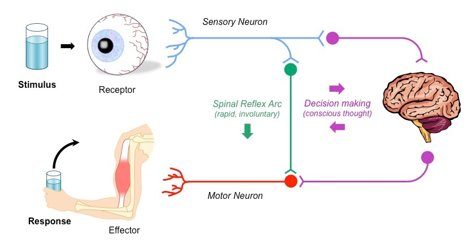 Sensory Neuron
Stimulus
Receptor
Spinal Reflex Arc
(rapid, involuntary)
Decision making
(conscious thought)
Motor Neuron
Response
Effector